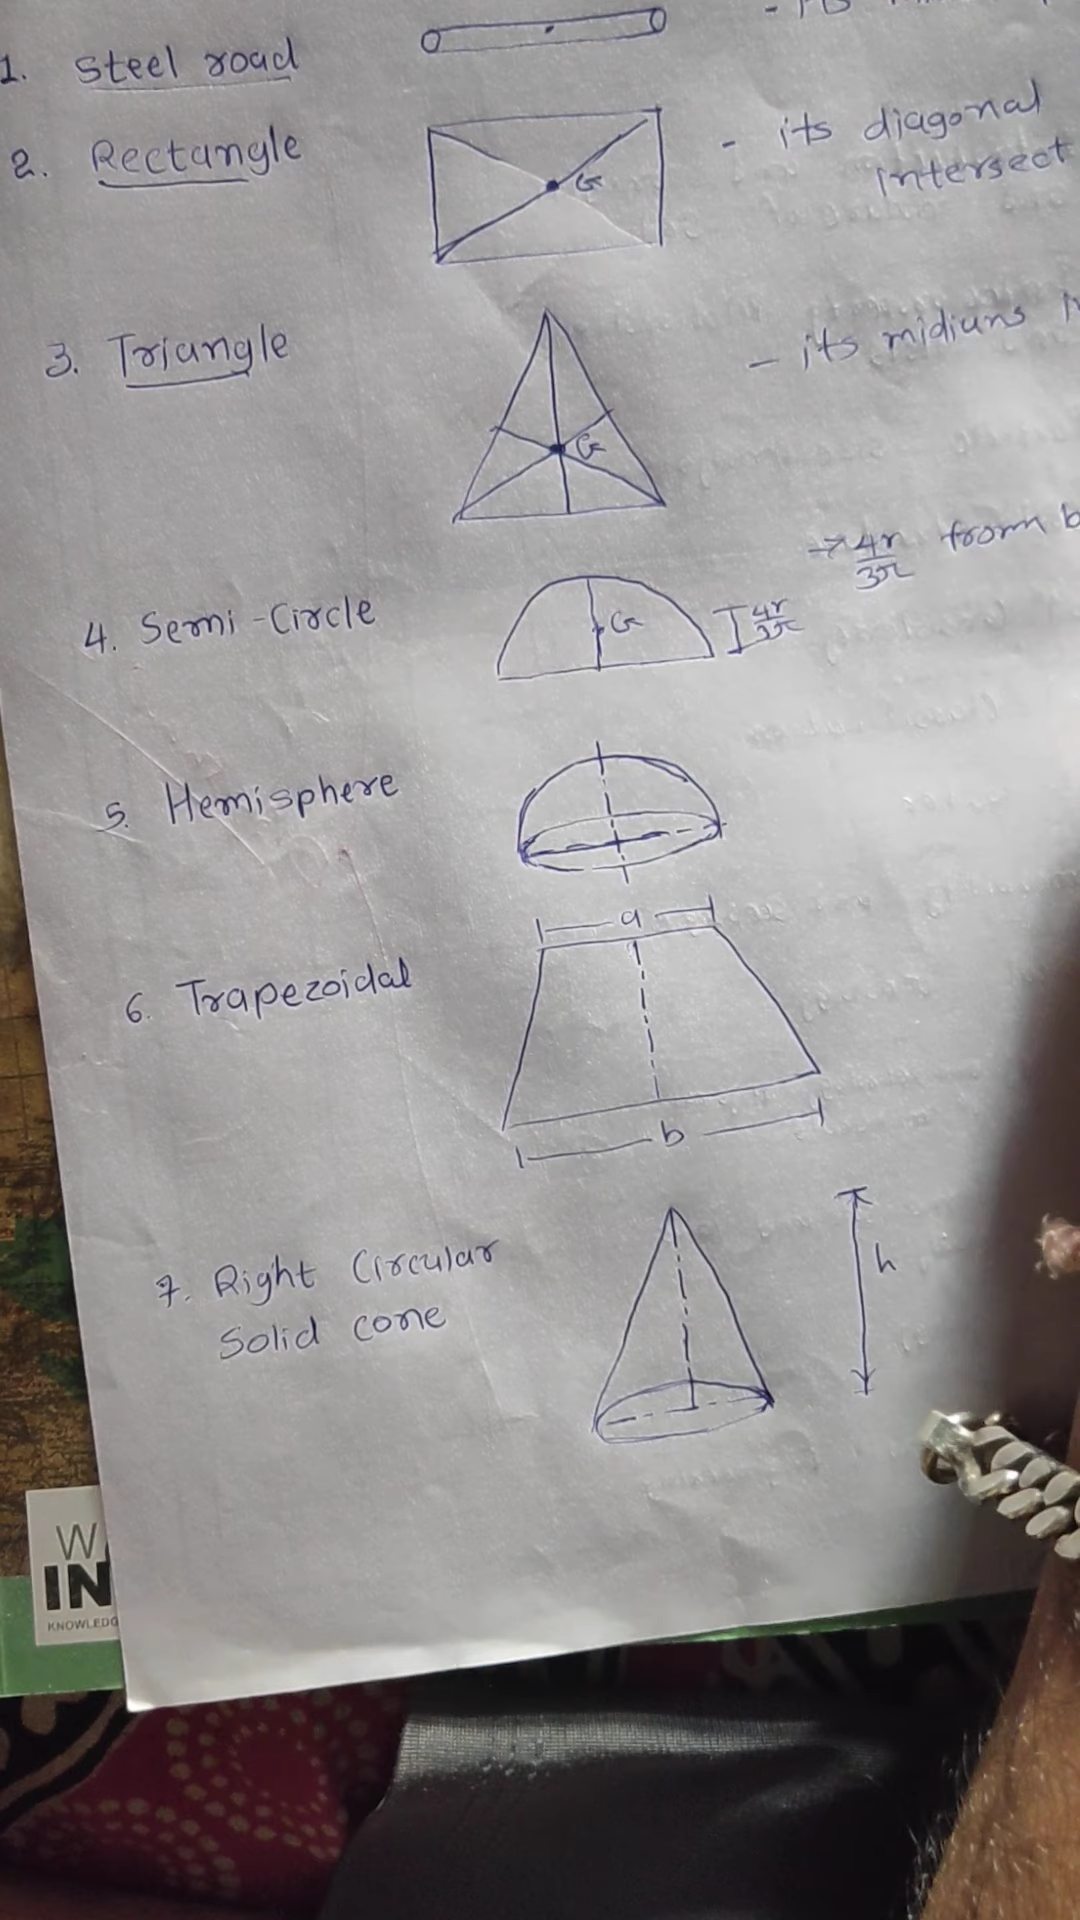 1. Steel road
2. Rectangle
G
- its diagonal
intersect
3. Triangle
G
- its midians
4. Semi-Circle
G
4r
3π
→ 4r from
3π
5. Hemisphere
6. Trapezoidal
a
b
7. Right Circular
Solid cone
h
W
IN